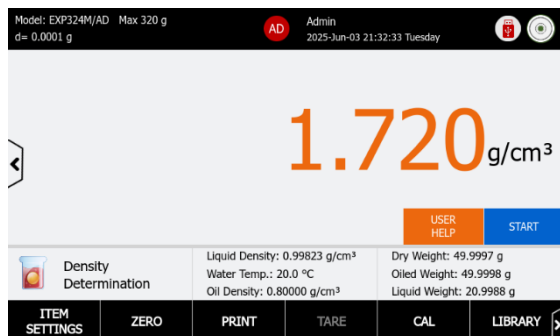 Model: EXP324M/AD Max 320 g
d= 0.0001 g
AD
Admin
2025-Jun-03 21:32:33 Tuesday
1.720 g/cm³
USER
HELP
START
Density
Determination
Liquid Density: 0.99823 g/cm³
Water Temp.: 20.0 °C
Oil Density: 0.80000 g/cm³
Dry Weight: 49.9997 g
Oiled Weight: 49.9998 g
Liquid Weight: 20.9988 g
ITEM
SETTINGS
ZERO
PRINT
TARE
CAL
LIBRARY